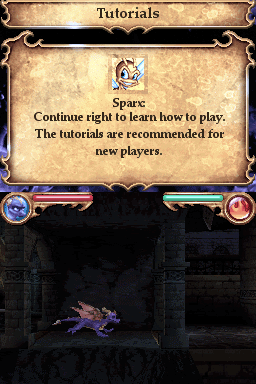 Tutorials
Sparx:
Continue right to learn how to play.
The tutorials are recommended for
new players.